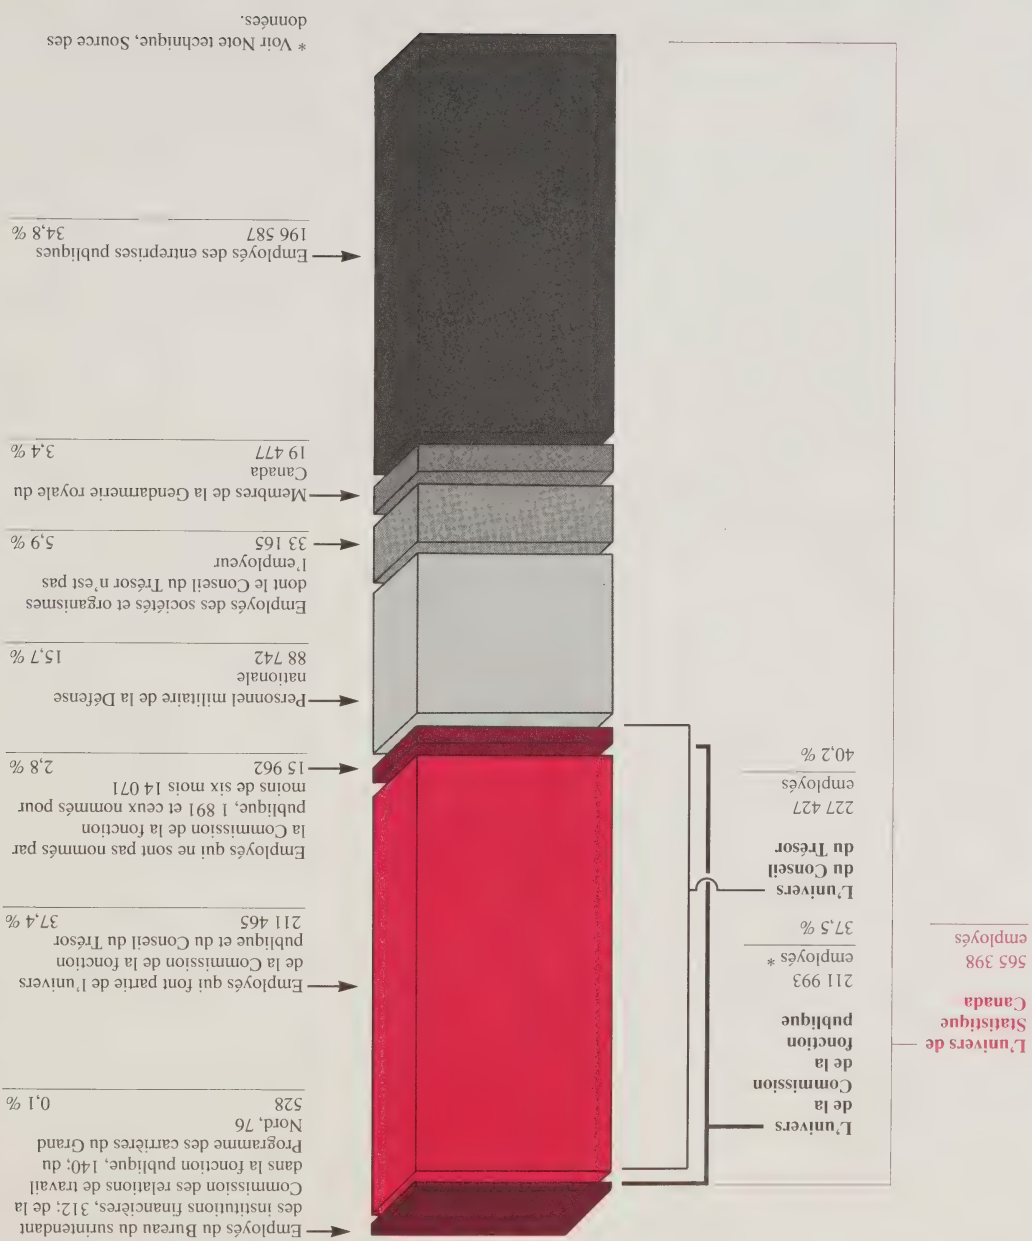 L'univers de
Statistique
Canada
565 398
employés
L'univers
de la
Commission
de la
fonction
publique
211 993
employés *
37,5 %
L'univers
du Conseil
du Trésor
227 427
employés
40,2 %
Employés du Bureau du surintendant
des institutions financières, 312; de la
Commission des relations de travail
dans la fonction publique, 140; du
Programme des carrières du Grand
Nord, 76
528 0,1 %
Employés qui font partie de l'univers
de la Commission de la fonction
publique et du Conseil du Trésor
211 465 37,4 %
Employés qui ne sont pas nommés par
la Commission de la fonction
publique, 1 891 et ceux nommés pour
moins de six mois 14 071
15 962 2,8 %
Personnel militaire de la Défense
nationale
88 742 15,7 %
Employés des sociétés et organismes
dont le Conseil du Trésor n'est pas
l'employeur
33 165 5,9 %
Membres de la Gendarmerie royale du
Canada
19 477 3,4 %
Employés des entreprises publiques
196 587 34,8 %
* Voir Note technique, Source des
données.